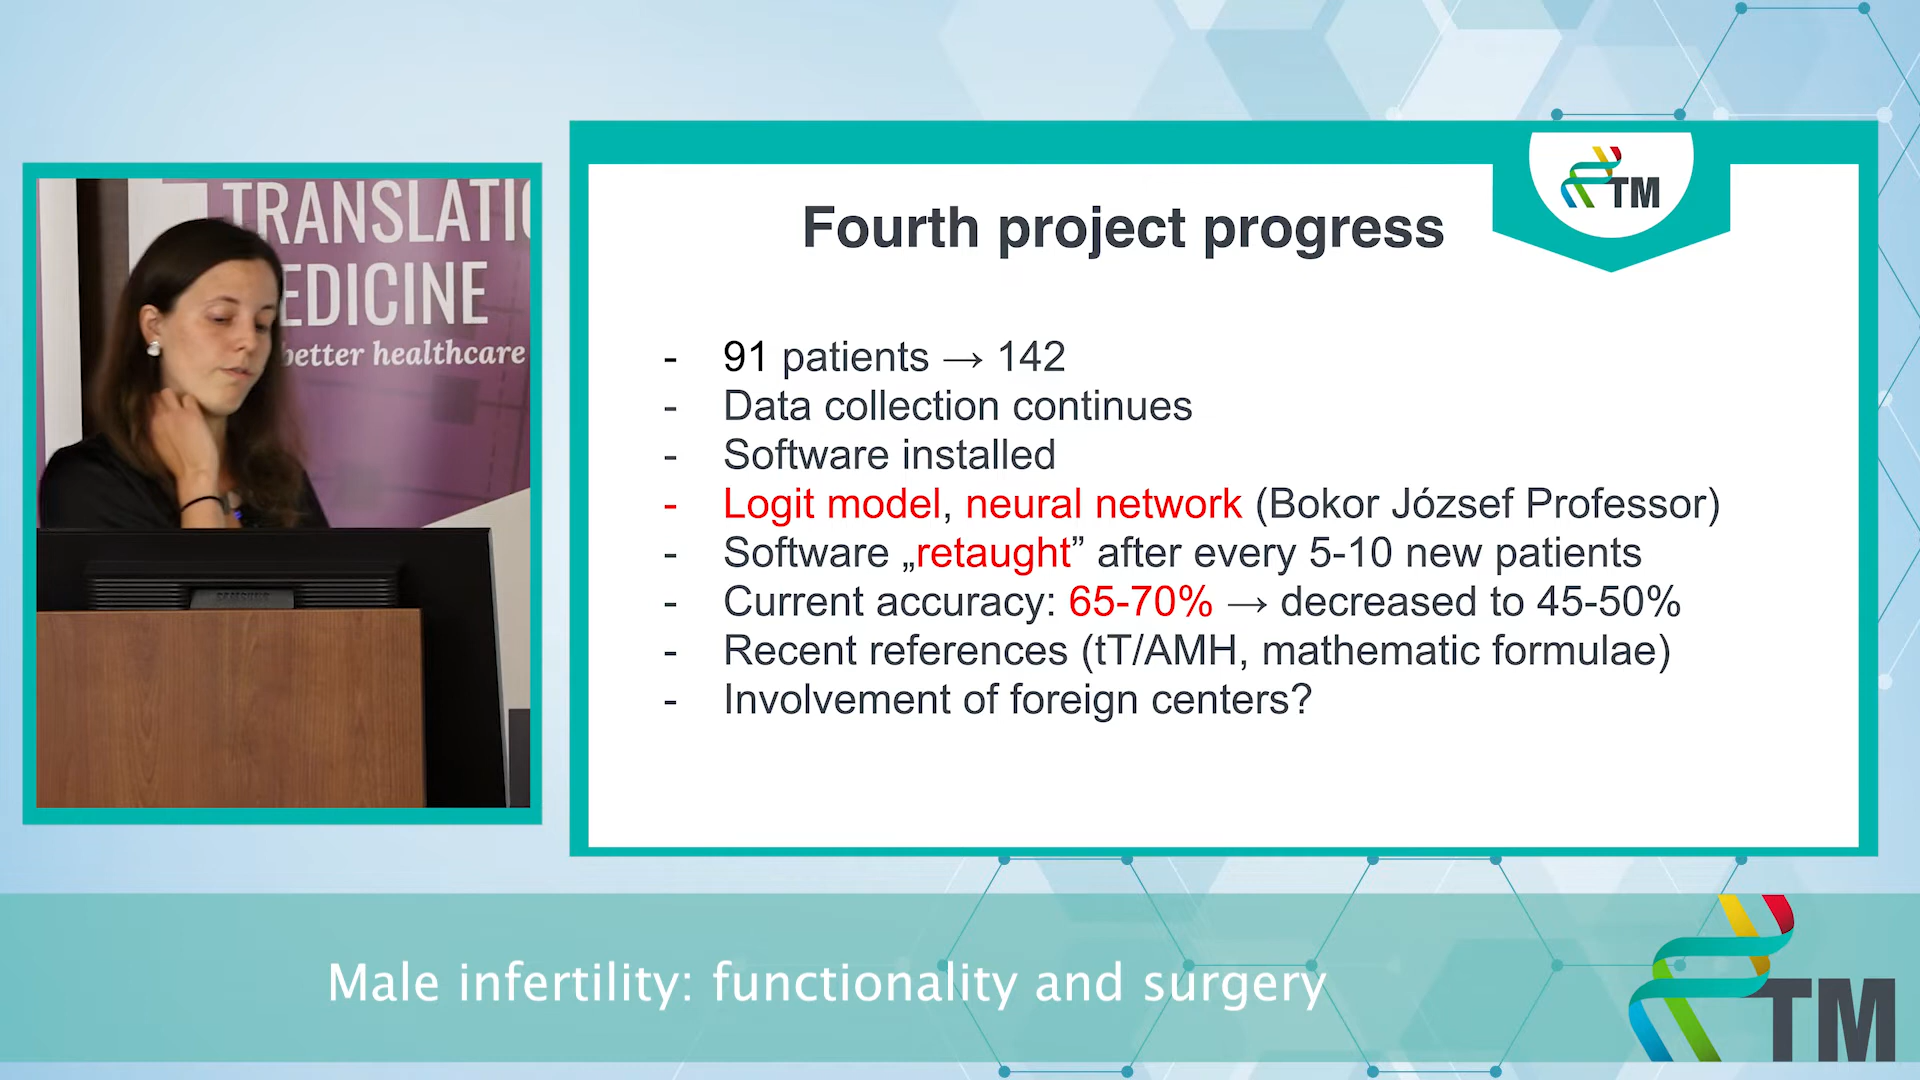 TRANSLATIO
EDICINE
better healthcare
SAMSUNG
TM
Fourth project progress
- 91 patients → 142
- Data collection continues
- Software installed
- Logit model, neural network (Bokor József Professor)
- Software „retaught” after every 5-10 new patients
- Current accuracy: 65-70% → decreased to 45-50%
- Recent references (tT/AMH, mathematic formulae)
- Involvement of foreign centers?
Male infertility: functionality and surgery
TM